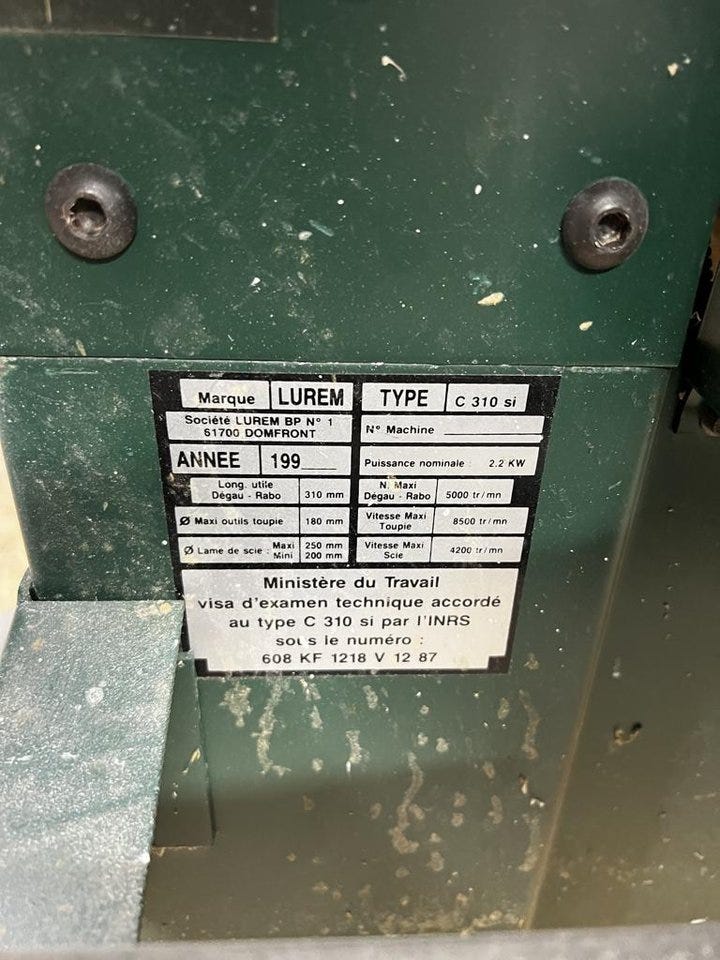 Marque LUREM TYPE C 310 si
Société LUREM BP N° 1
61700 DOMFRONT
N° Machine
ANNEE 199
Puissance nominale : 2.2 KW
Long. utile
Dégau - Rabo 310 mm
N. Maxi
Dégau - Rabo 5000 tr/mn
Ø Maxi outils toupie 180 mm
Vitesse Maxi
Toupie 8500 tr/mn
Ø Lame de scie : Maxi 250 mm
Mini 200 mm
Vitesse Maxi
Scie 4200 tr/mn
Ministère du Travail
visa d'examen technique accordé
au type C 310 si par l'INRS
sous le numéro :
608 KF 1218 V 12 87